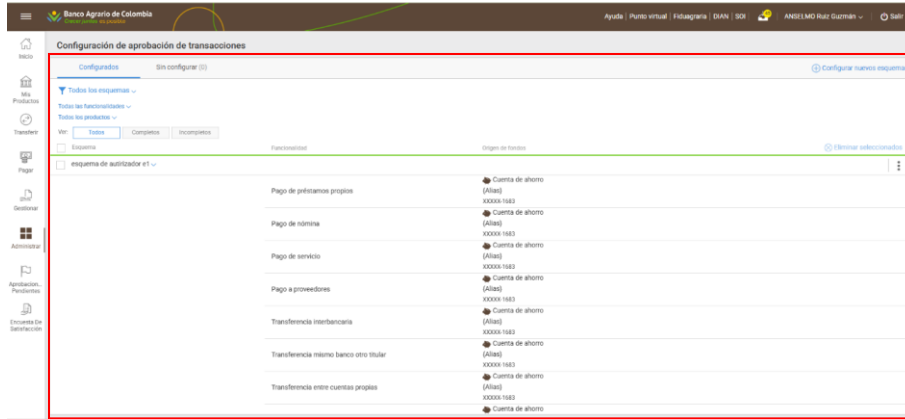 Banco Agrario de Colombia
Ayuda | Punto virtual | Fiduagraria | DIAN | SOI
ANSELMO Ruiz Guzmán
Salir
Configuración de aprobación de transacciones
Inicio
Mis
Productos
Transferir
Pagar
Gestionar
Administrar
Aprobacion...
Pendientes
Encuesta De
Satisfacción
Configurados
Sin configurar (0)
Configurar nuevos esquema
Todos los esquemas
Todas las funcionalidades
Todos los productos
Ver: Todos Completos Incompletos
Esquema Funcionalidad Origen de fondos Eliminar seleccionados
esquema de autirizador e1
Cuenta de ahorro
Pago de préstamos propios (Alias)
XXXXX-1683
Cuenta de ahorro
Pago de nómina (Alias)
XXXXX-1683
Cuenta de ahorro
Pago de servicio (Alias)
XXXXX-1683
Cuenta de ahorro
Pago a proveedores (Alias)
XXXXX-1683
Cuenta de ahorro
Transferencia interbancaria (Alias)
XXXXX-1683
Cuenta de ahorro
Transferencia mismo banco otro titular (Alias)
XXXXX-1683
Cuenta de ahorro
Transferencia entre cuentas propias (Alias)
XXXXX-1683
Cuenta de ahorro